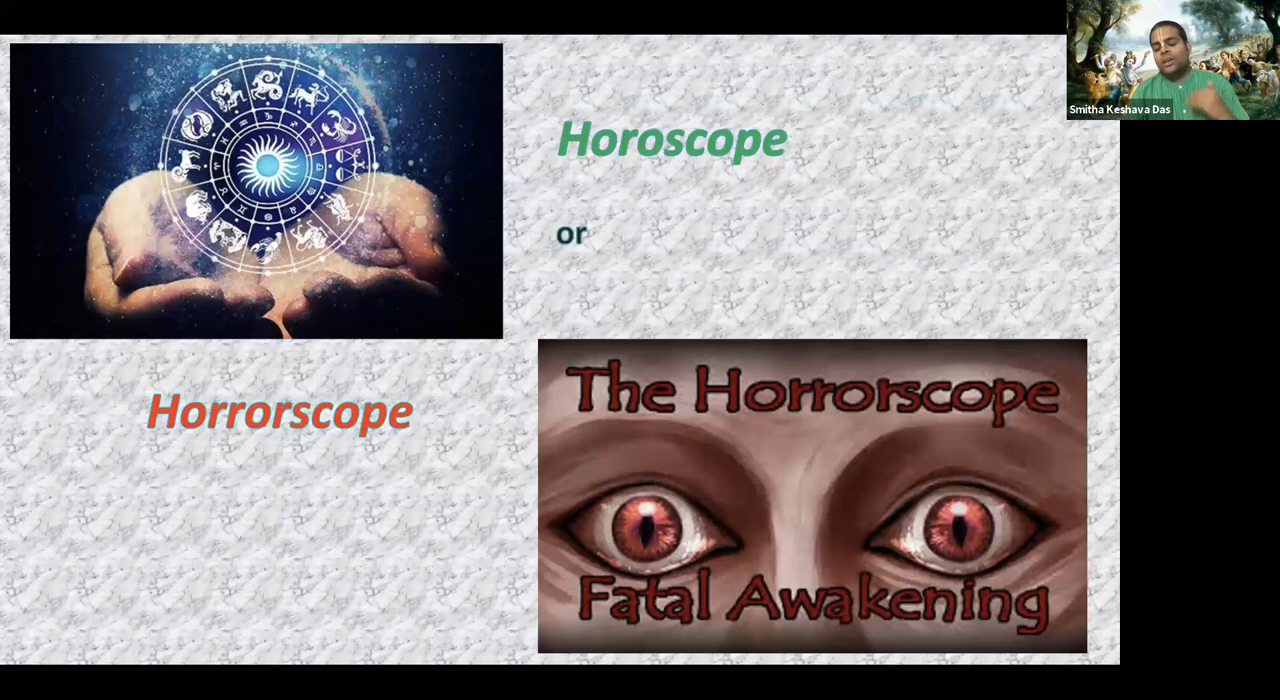 Smitha Keshava Das
Horoscope
or
Horrorscope
The Horrorscope
Fatal Awakening